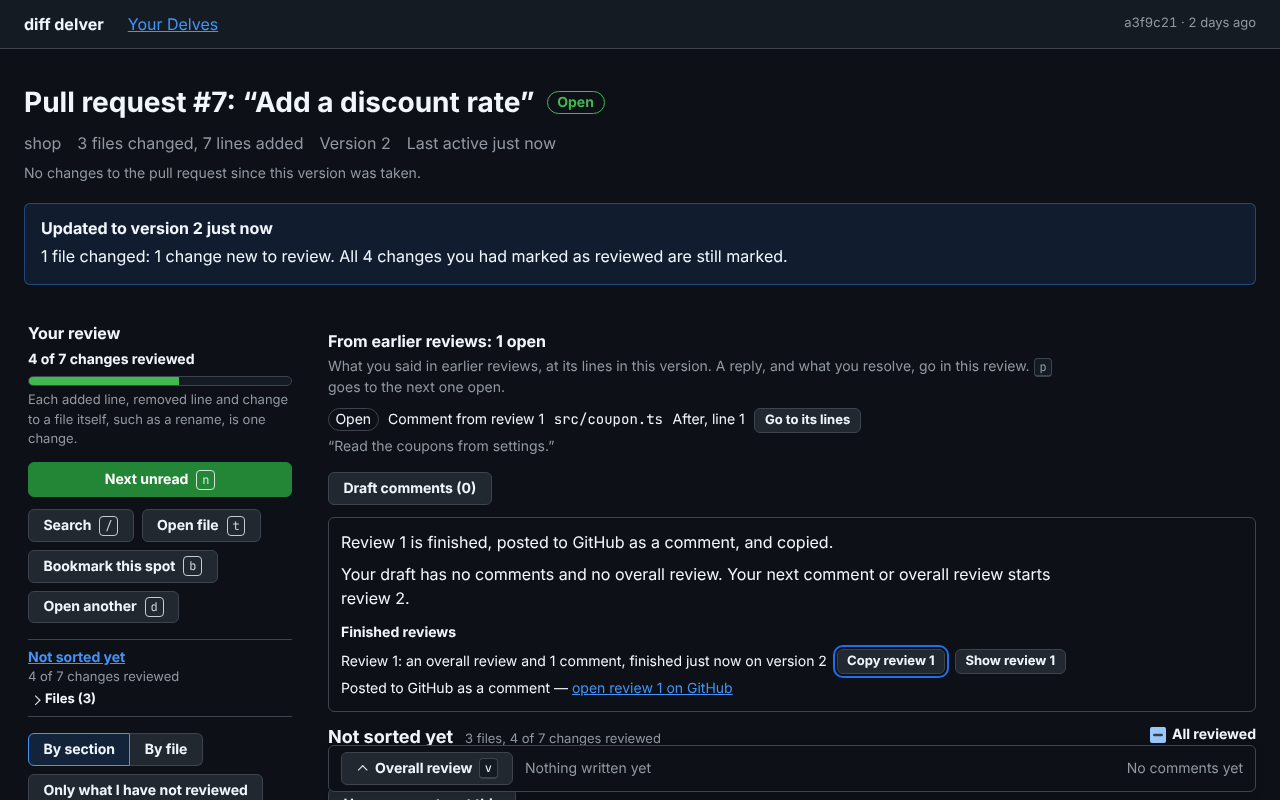 diff delver Your Delves a3f9c21 · 2 days ago
Pull request #7: “Add a discount rate” Open
shop 3 files changed, 7 lines added Version 2 Last active just now
No changes to the pull request since this version was taken.
Updated to version 2 just now
1 file changed: 1 change new to review. All 4 changes you had marked as reviewed are still marked.
Your review
4 of 7 changes reviewed
Each added line, removed line and change
to a file itself, such as a rename, is one
change.
Next unread n
Search / Open file t
Bookmark this spot b
Open another d
Not sorted yet
4 of 7 changes reviewed
Files (3)
By section By file
Only what I have not reviewed
From earlier reviews: 1 open
What you said in earlier reviews, at its lines in this version. A reply, and what you resolve, go in this review. p
goes to the next one open.
Open Comment from review 1 src/coupon.ts After, line 1 Go to its lines
“Read the coupons from settings.”
Draft comments (0)
Review 1 is finished, posted to GitHub as a comment, and copied.
Your draft has no comments and no overall review. Your next comment or overall review starts
review 2.
Finished reviews
Review 1: an overall review and 1 comment, finished just now on version 2 Copy review 1 Show review 1
Posted to GitHub as a comment — open review 1 on GitHub
Not sorted yet 3 files, 4 of 7 changes reviewed All reviewed
Overall review v Nothing written yet No comments yet